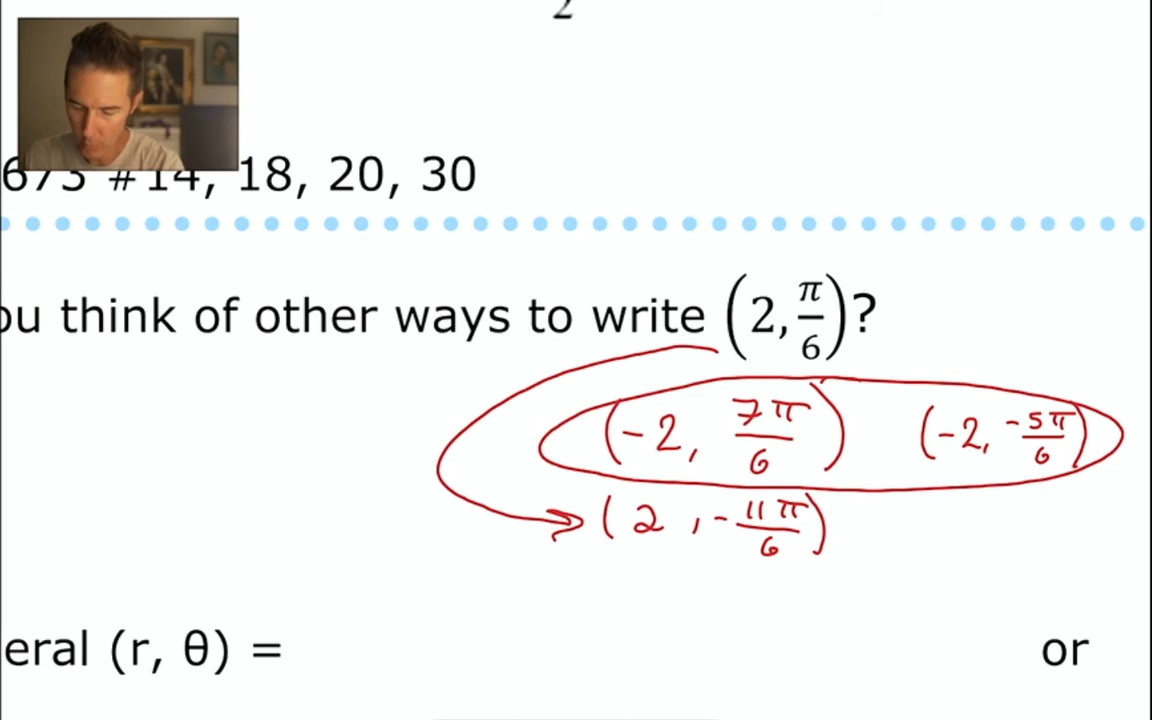 2
673 #14, 18, 20, 30
ou think of other ways to write (2, π/6)?
(-2, 7π/6) (-2, -5π/6)
(2, -11π/6)
eral (r, θ) = or